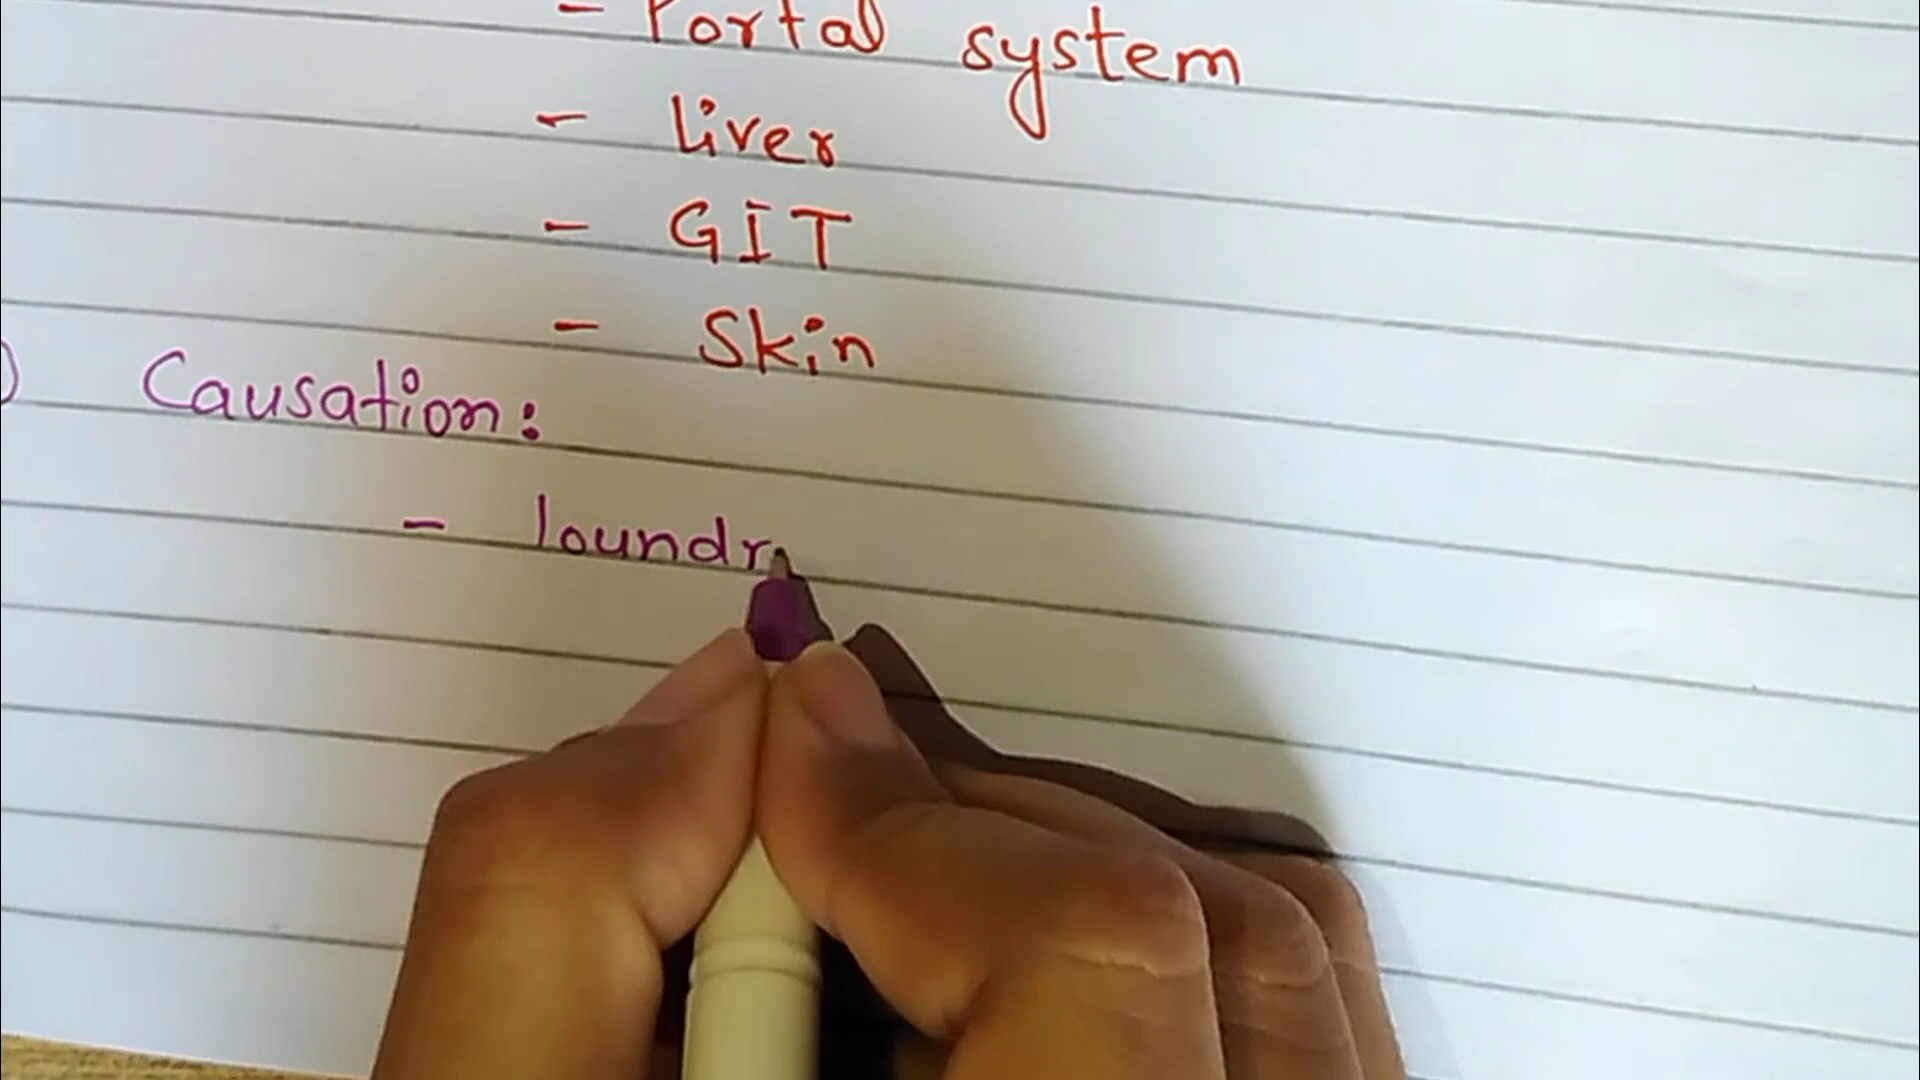 - Portal system
- liver
- GIT
- Skin
) Causation:
- loundr